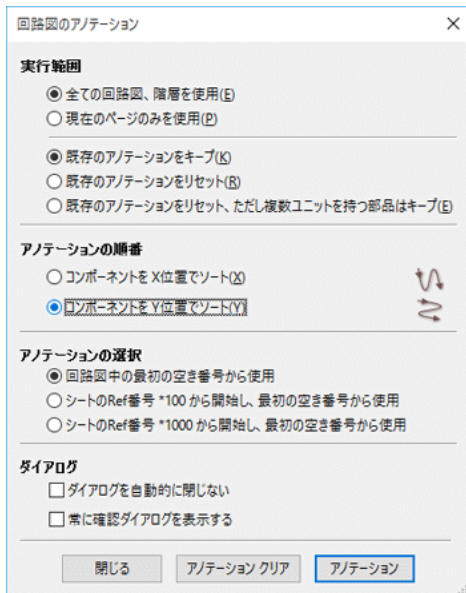 回路図のアノテーション
実行範囲
全ての回路図、階層を使用(E)
現在のページのみを使用(P)
既存のアノテーションをキープ(K)
既存のアノテーションをリセット(R)
既存のアノテーションをリセット、ただし複数ユニットを持つ部品はキープ(E)
アノテーションの順番
コンポーネントを X位置でソート(X)
コンポーネントを Y位置でソート(Y)
アノテーションの選択
回路図中の最初の空き番号から使用
シートのRef番号 *100 から開始し、最初の空き番号から使用
シートのRef番号 *1000 から開始し、最初の空き番号から使用
ダイアログ
ダイアログを自動的に閉じない
常に確認ダイアログを表示する
閉じる アノテーション クリア アノテーション